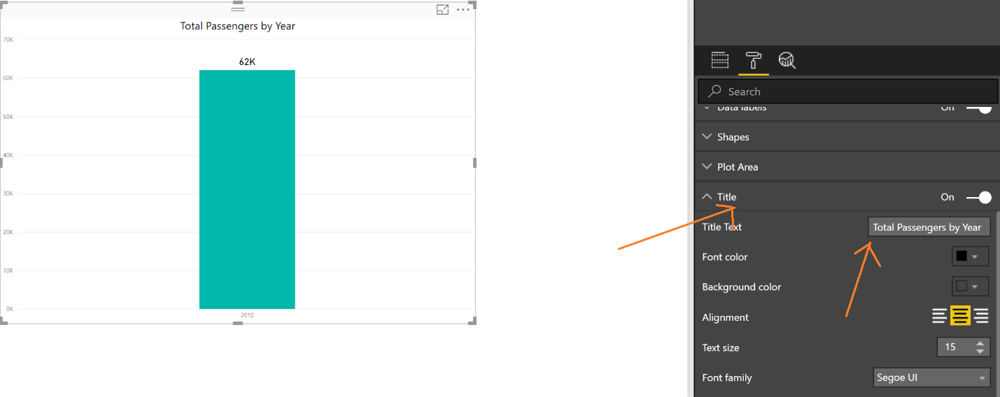 Total Passengers by Year
70K
62K
60K
50K
40K
30K
20K
10K
0K
2010
Search
Data labels On
Shapes
Plot Area
Title On
Title Text Total Passengers by Year
Font color
Background color
Alignment
Text size 15
Font family Segoe UI